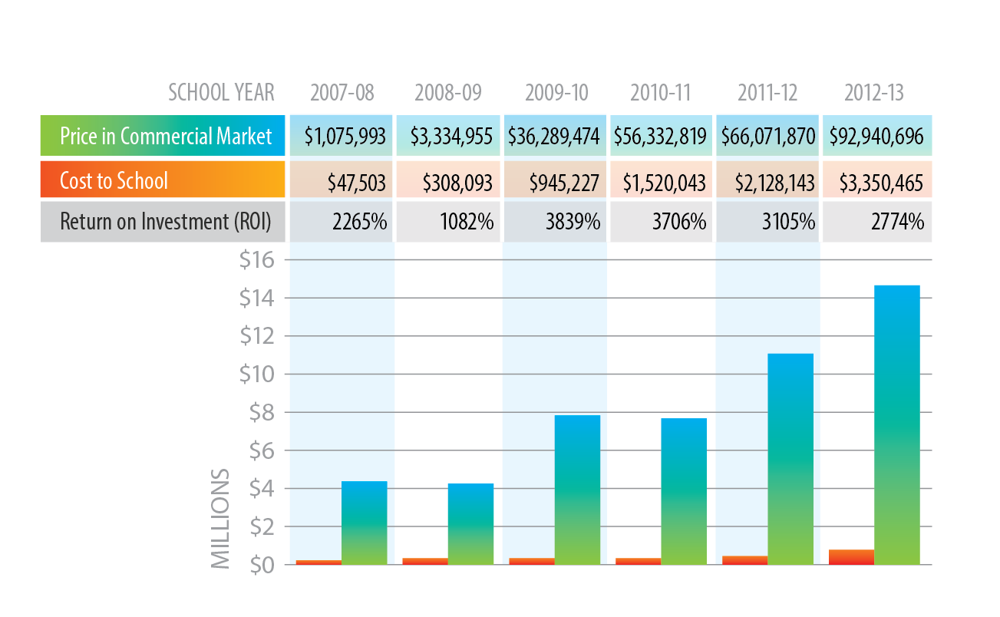 SCHOOL YEAR 2007-08 2008-09 2009-10 2010-11 2011-12 2012-13
Price in Commercial Market $1,075,993 $3,334,955 $36,289,474 $56,332,819 $66,071,870 $92,940,696
Cost to School $47,503 $308,093 $945,227 $1,520,043 $2,128,143 $3,350,465
Return on Investment (ROI) 2265% 1082% 3839% 3706% 3105% 2774%
$16
$14
$12
$10
$8
$6
$4
$2
$0
MILLIONS